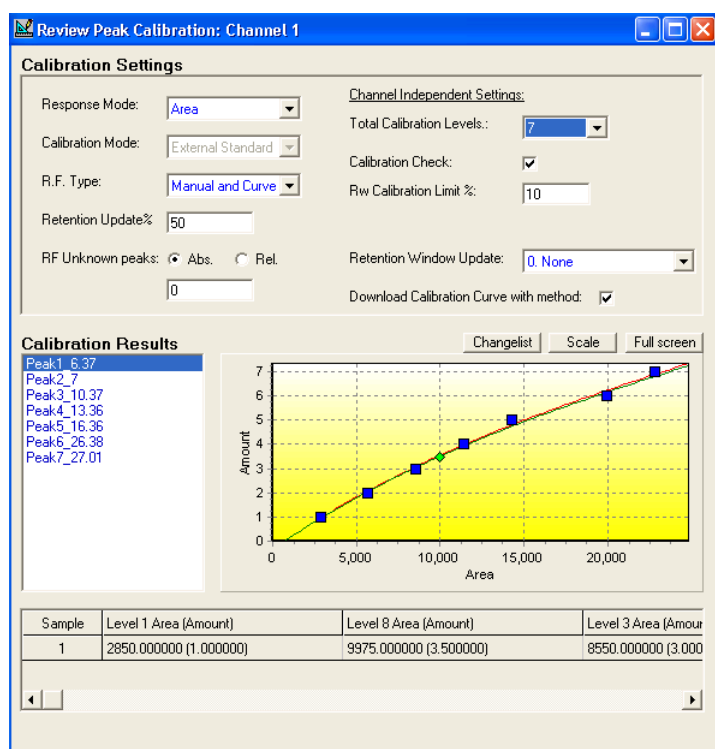 Review Peak Calibration: Channel 1
Calibration Settings
Response Mode: Area
Calibration Mode: External Standard
R.F. Type: Manual and Curve
Retention Update% 50
RF Unknown peaks: Abs. Rel.
0
Channel Independent Settings:
Total Calibration Levels.: 7
Calibration Check:
Rw Calibration Limit %: 10
Retention Window Update: 0. None
Download Calibration Curve with method:
Calibration Results
Changelist Scale Full screen
Peak1_6.37
Peak2_7
Peak3_10.37
Peak4_13.36
Peak5_16.36
Peak6_26.38
Peak7_27.01
Amount
7
6
5
4
3
2
1
0
0 5,000 10,000 15,000 20,000
Area
Sample Level 1 Area (Amount) Level 8 Area (Amount) Level 3 Area (Amour
1 2850.000000 (1.000000) 9975.000000 (3.500000) 8550.000000 (3.000